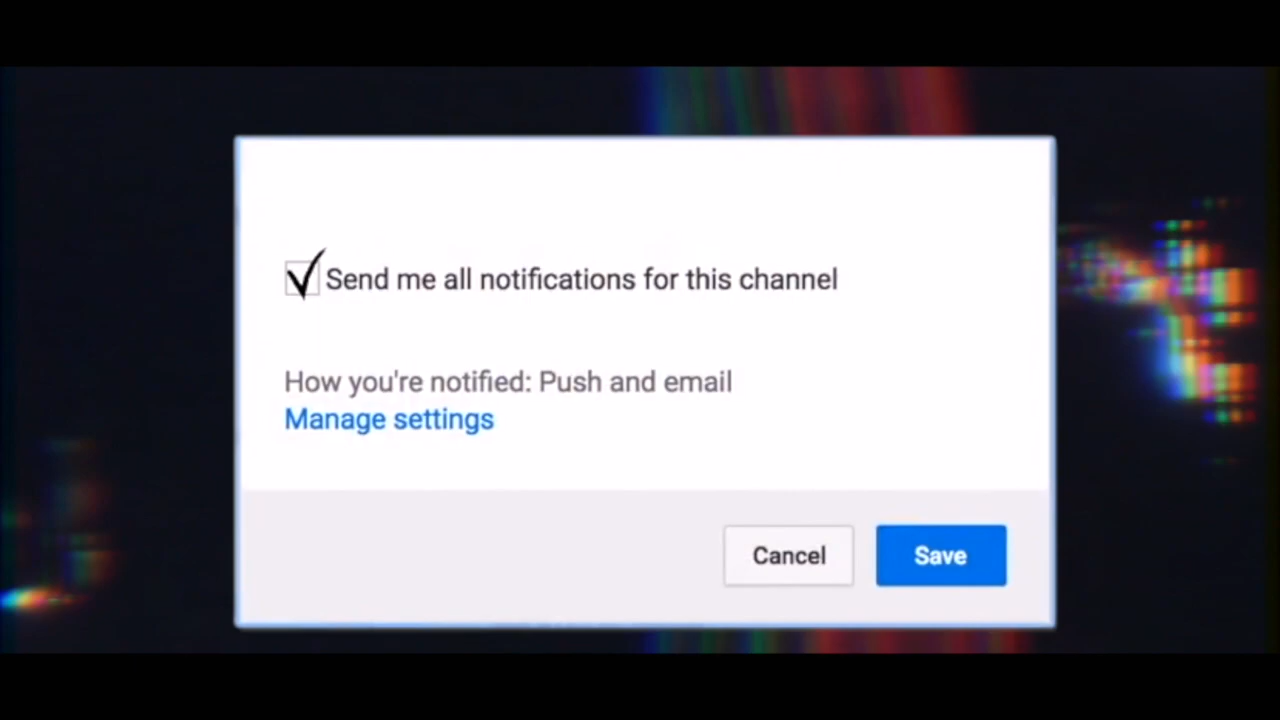 Send me all notifications for this channel
How you're notified: Push and email
Manage settings
Cancel
Save